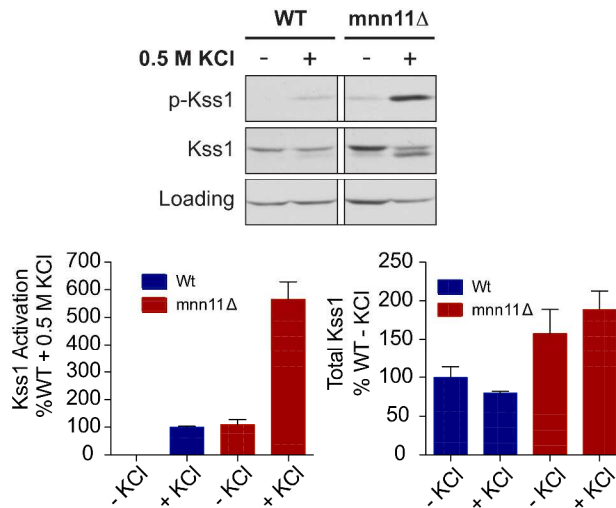 WT mnn11Δ
0.5 M KCl - + - +
p-Kss1
Kss1
Loading
Kss1 Activation
%WT + 0.5 M KCl
700
600
500
400
300
200
100
0
Wt
mnn11Δ
- KCl + KCl - KCl + KCl
Total Kss1
% WT - KCl
250
200
150
100
50
0
Wt
mnn11Δ
- KCl + KCl - KCl + KCl